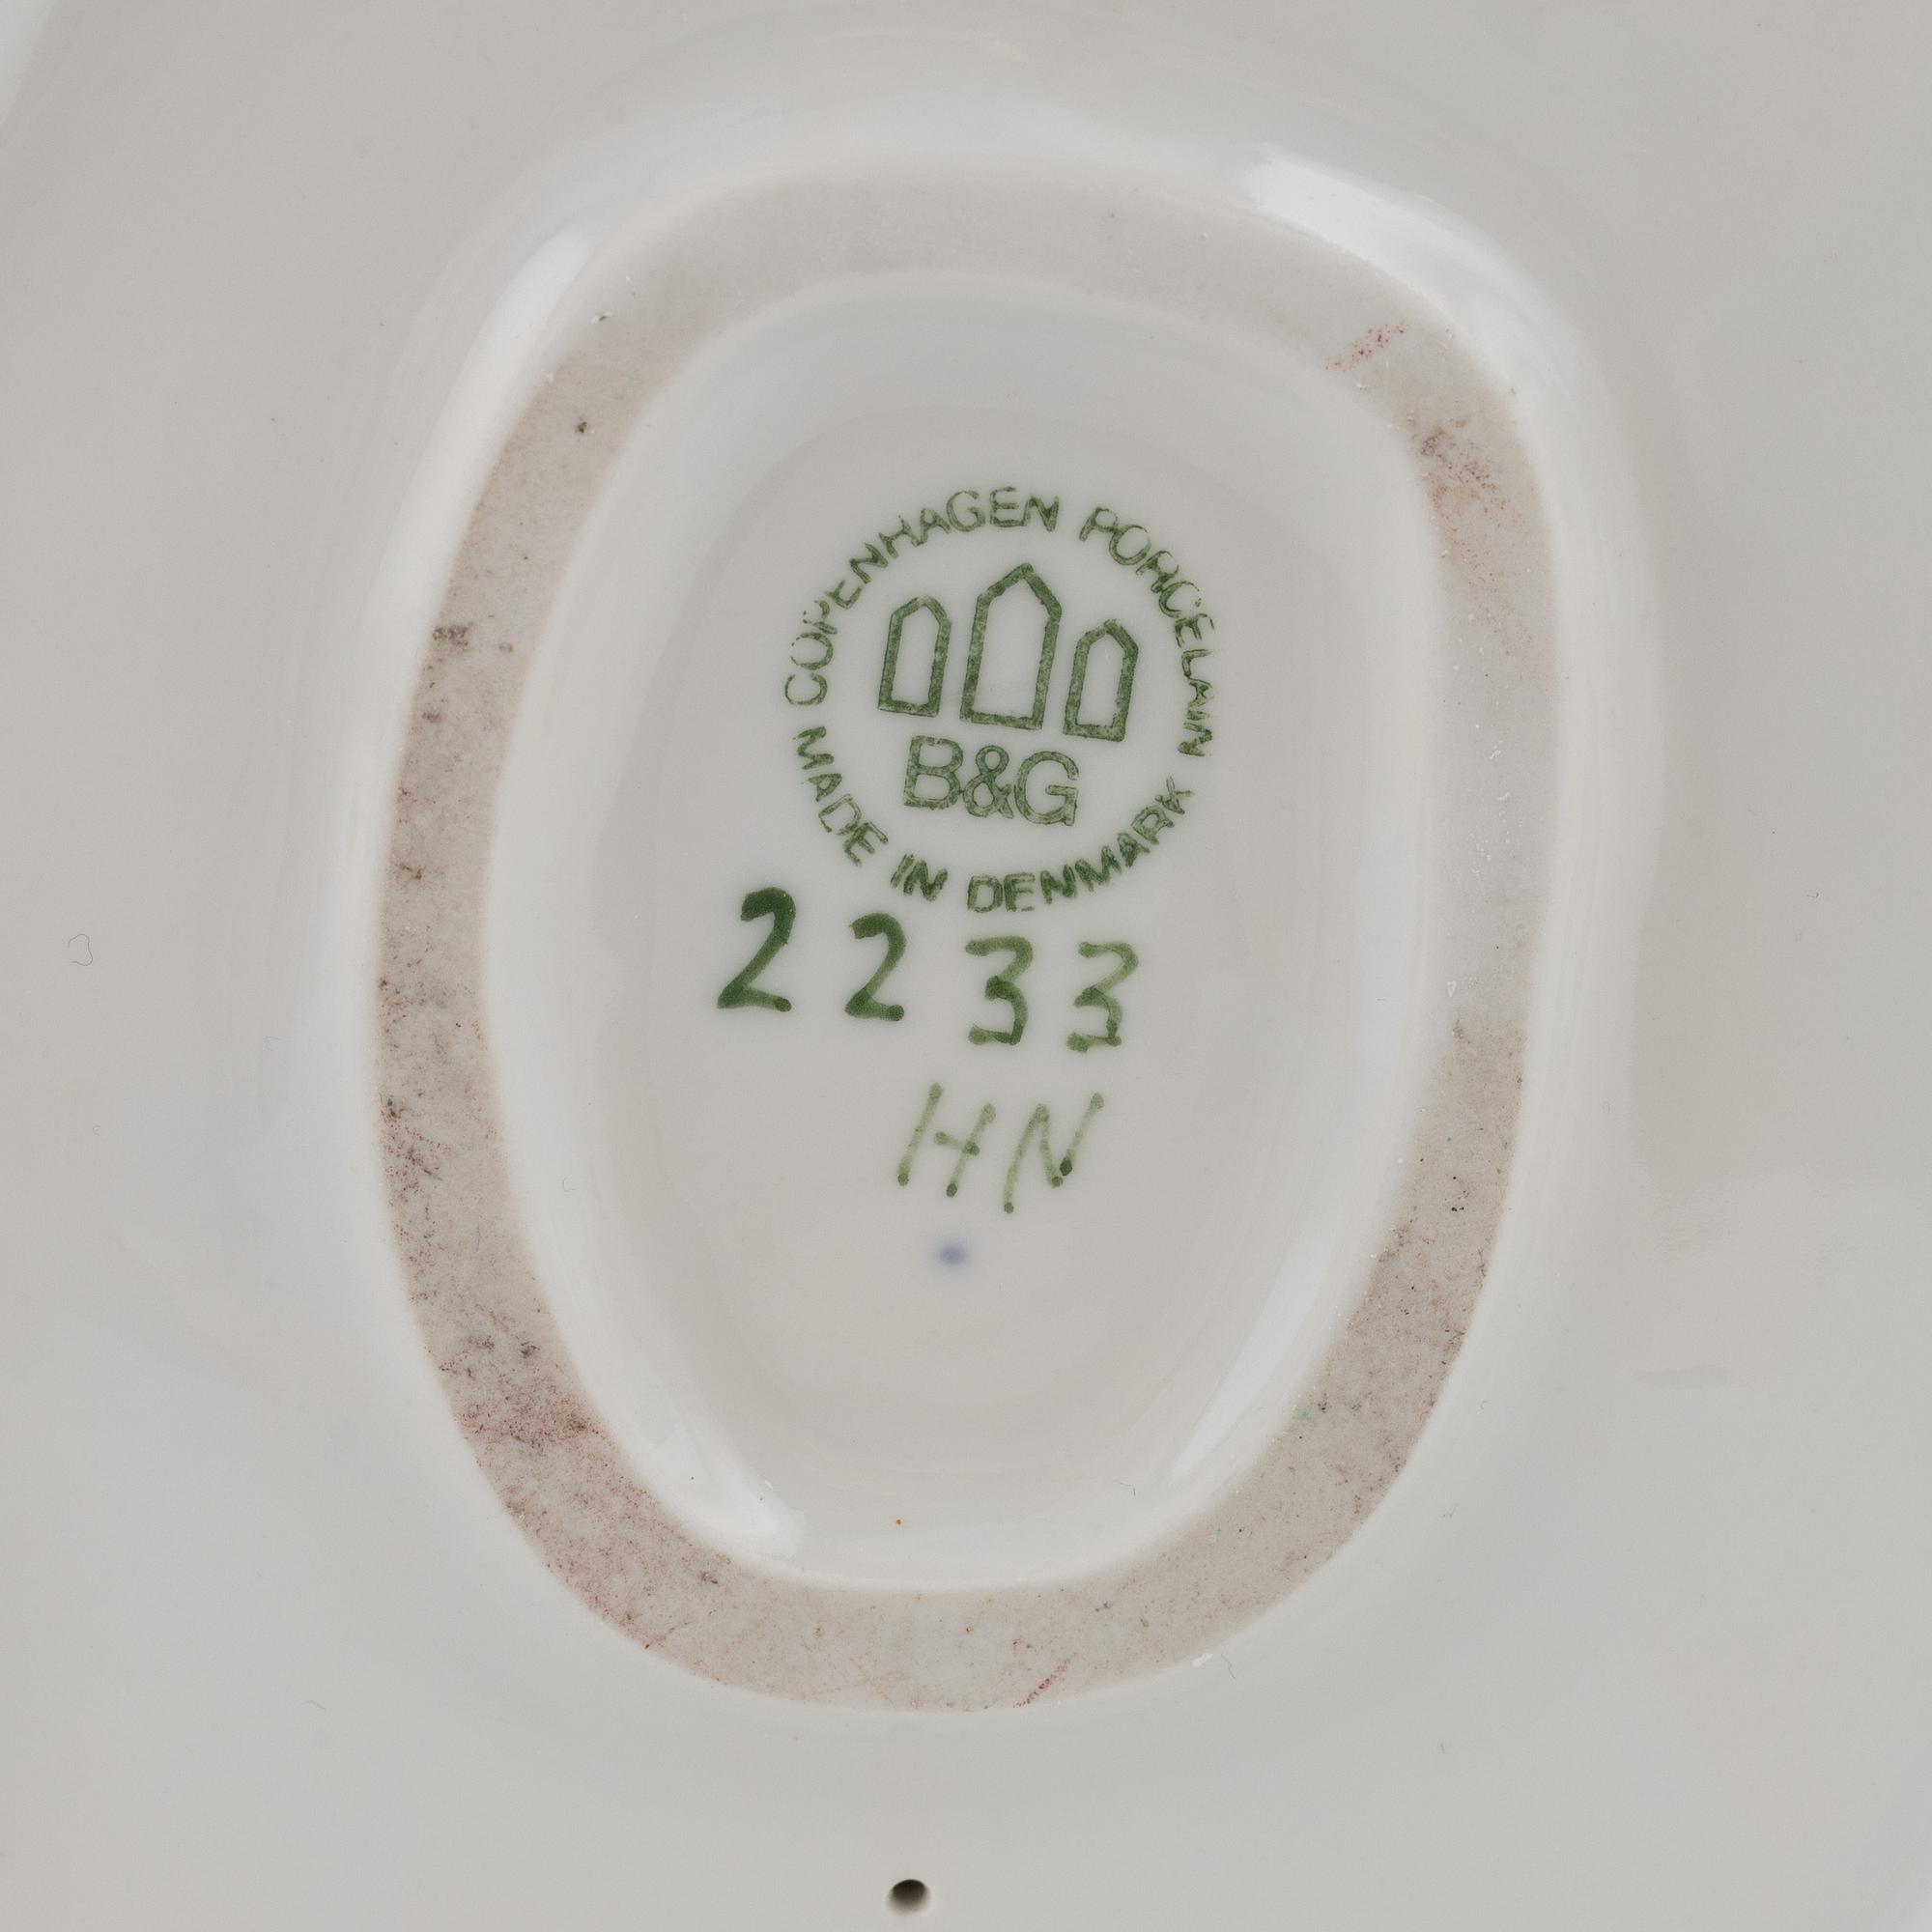 COPENHAGEN PORCELAIN
B&G
MADE IN DENMARK
2233
HN